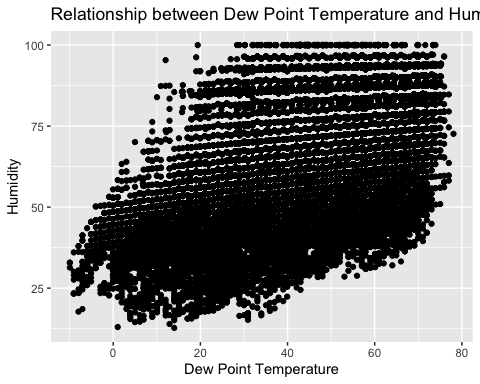 Relationship between Dew Point Temperature and Hum
100
75
50
25
Humidity
0 20 40 60 80
Dew Point Temperature